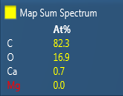 Map Sum Spectrum
At%
C 82.3
O 16.9
Ca 0.7
Mg 0.0